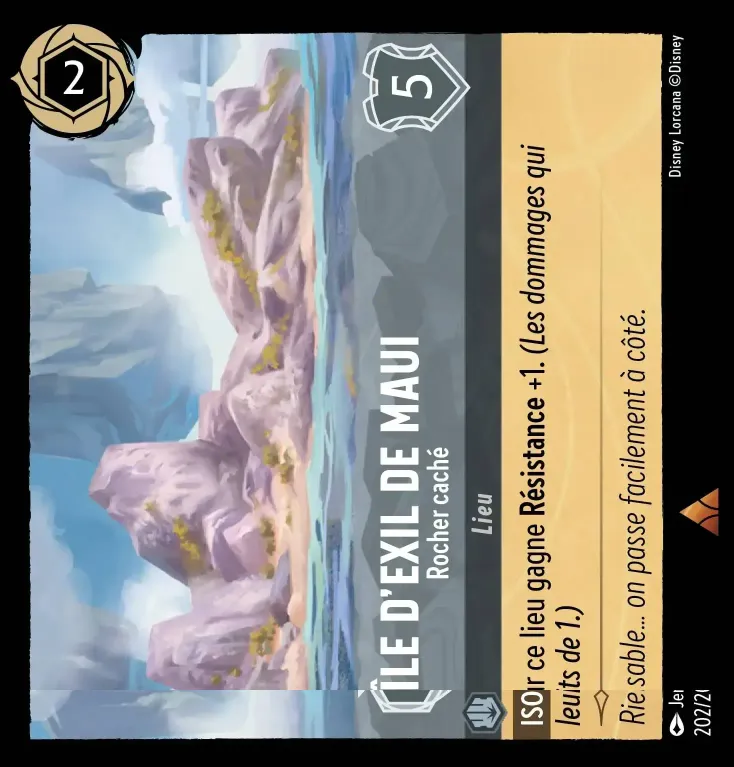 2
5
ÎLE D'EXIL DE MAUI
Rocher caché
Lieu
ISO r ce lieu gagne Résistance +1. (Les dommages qui
leuits de 1.)
Rie sable... on passe facilement à côté.
Disney Lorcana ©Disney
202/2